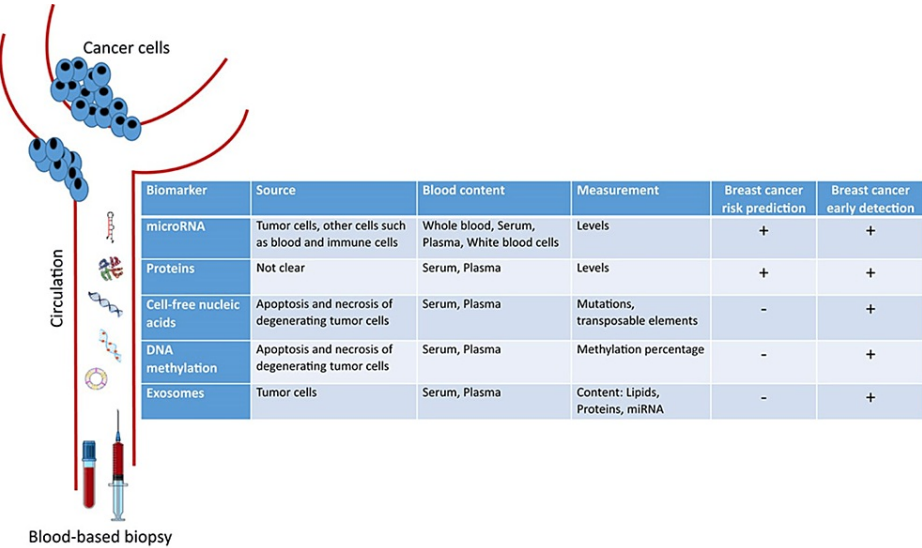 Cancer cells
Biomarker
Source
Blood content
Measurement
Breast cancer
risk prediction
Breast cancer
early detection
microRNA
Tumor cells, other cells such
as blood and immune cells
Whole blood, Serum,
Plasma, White blood cells
Levels
+
+
Proteins
Not clear
Serum, Plasma
Levels
+
+
Cell-free nucleic
acids
Apoptosis and necrosis of
degenerating tumor cells
Serum, Plasma
Mutations,
transposable elements
-
+
DNA
methylation
Apoptosis and necrosis of
degenerating tumor cells
Serum, Plasma
Methylation percentage
-
+
Exosomes
Tumor cells
Serum, Plasma
Content: Lipids,
Proteins, miRNA
-
+
Circulation
Blood-based biopsy